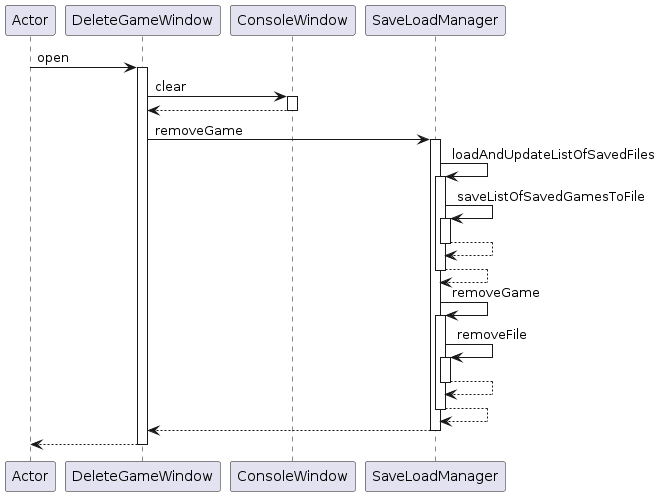 Actor DeleteGameWindow ConsoleWindow SaveLoadManager
open
clear
removeGame
loadAndUpdateListOfSavedFiles
saveListOfSavedGamesToFile
removeGame
removeFile
Actor DeleteGameWindow ConsoleWindow SaveLoadManager